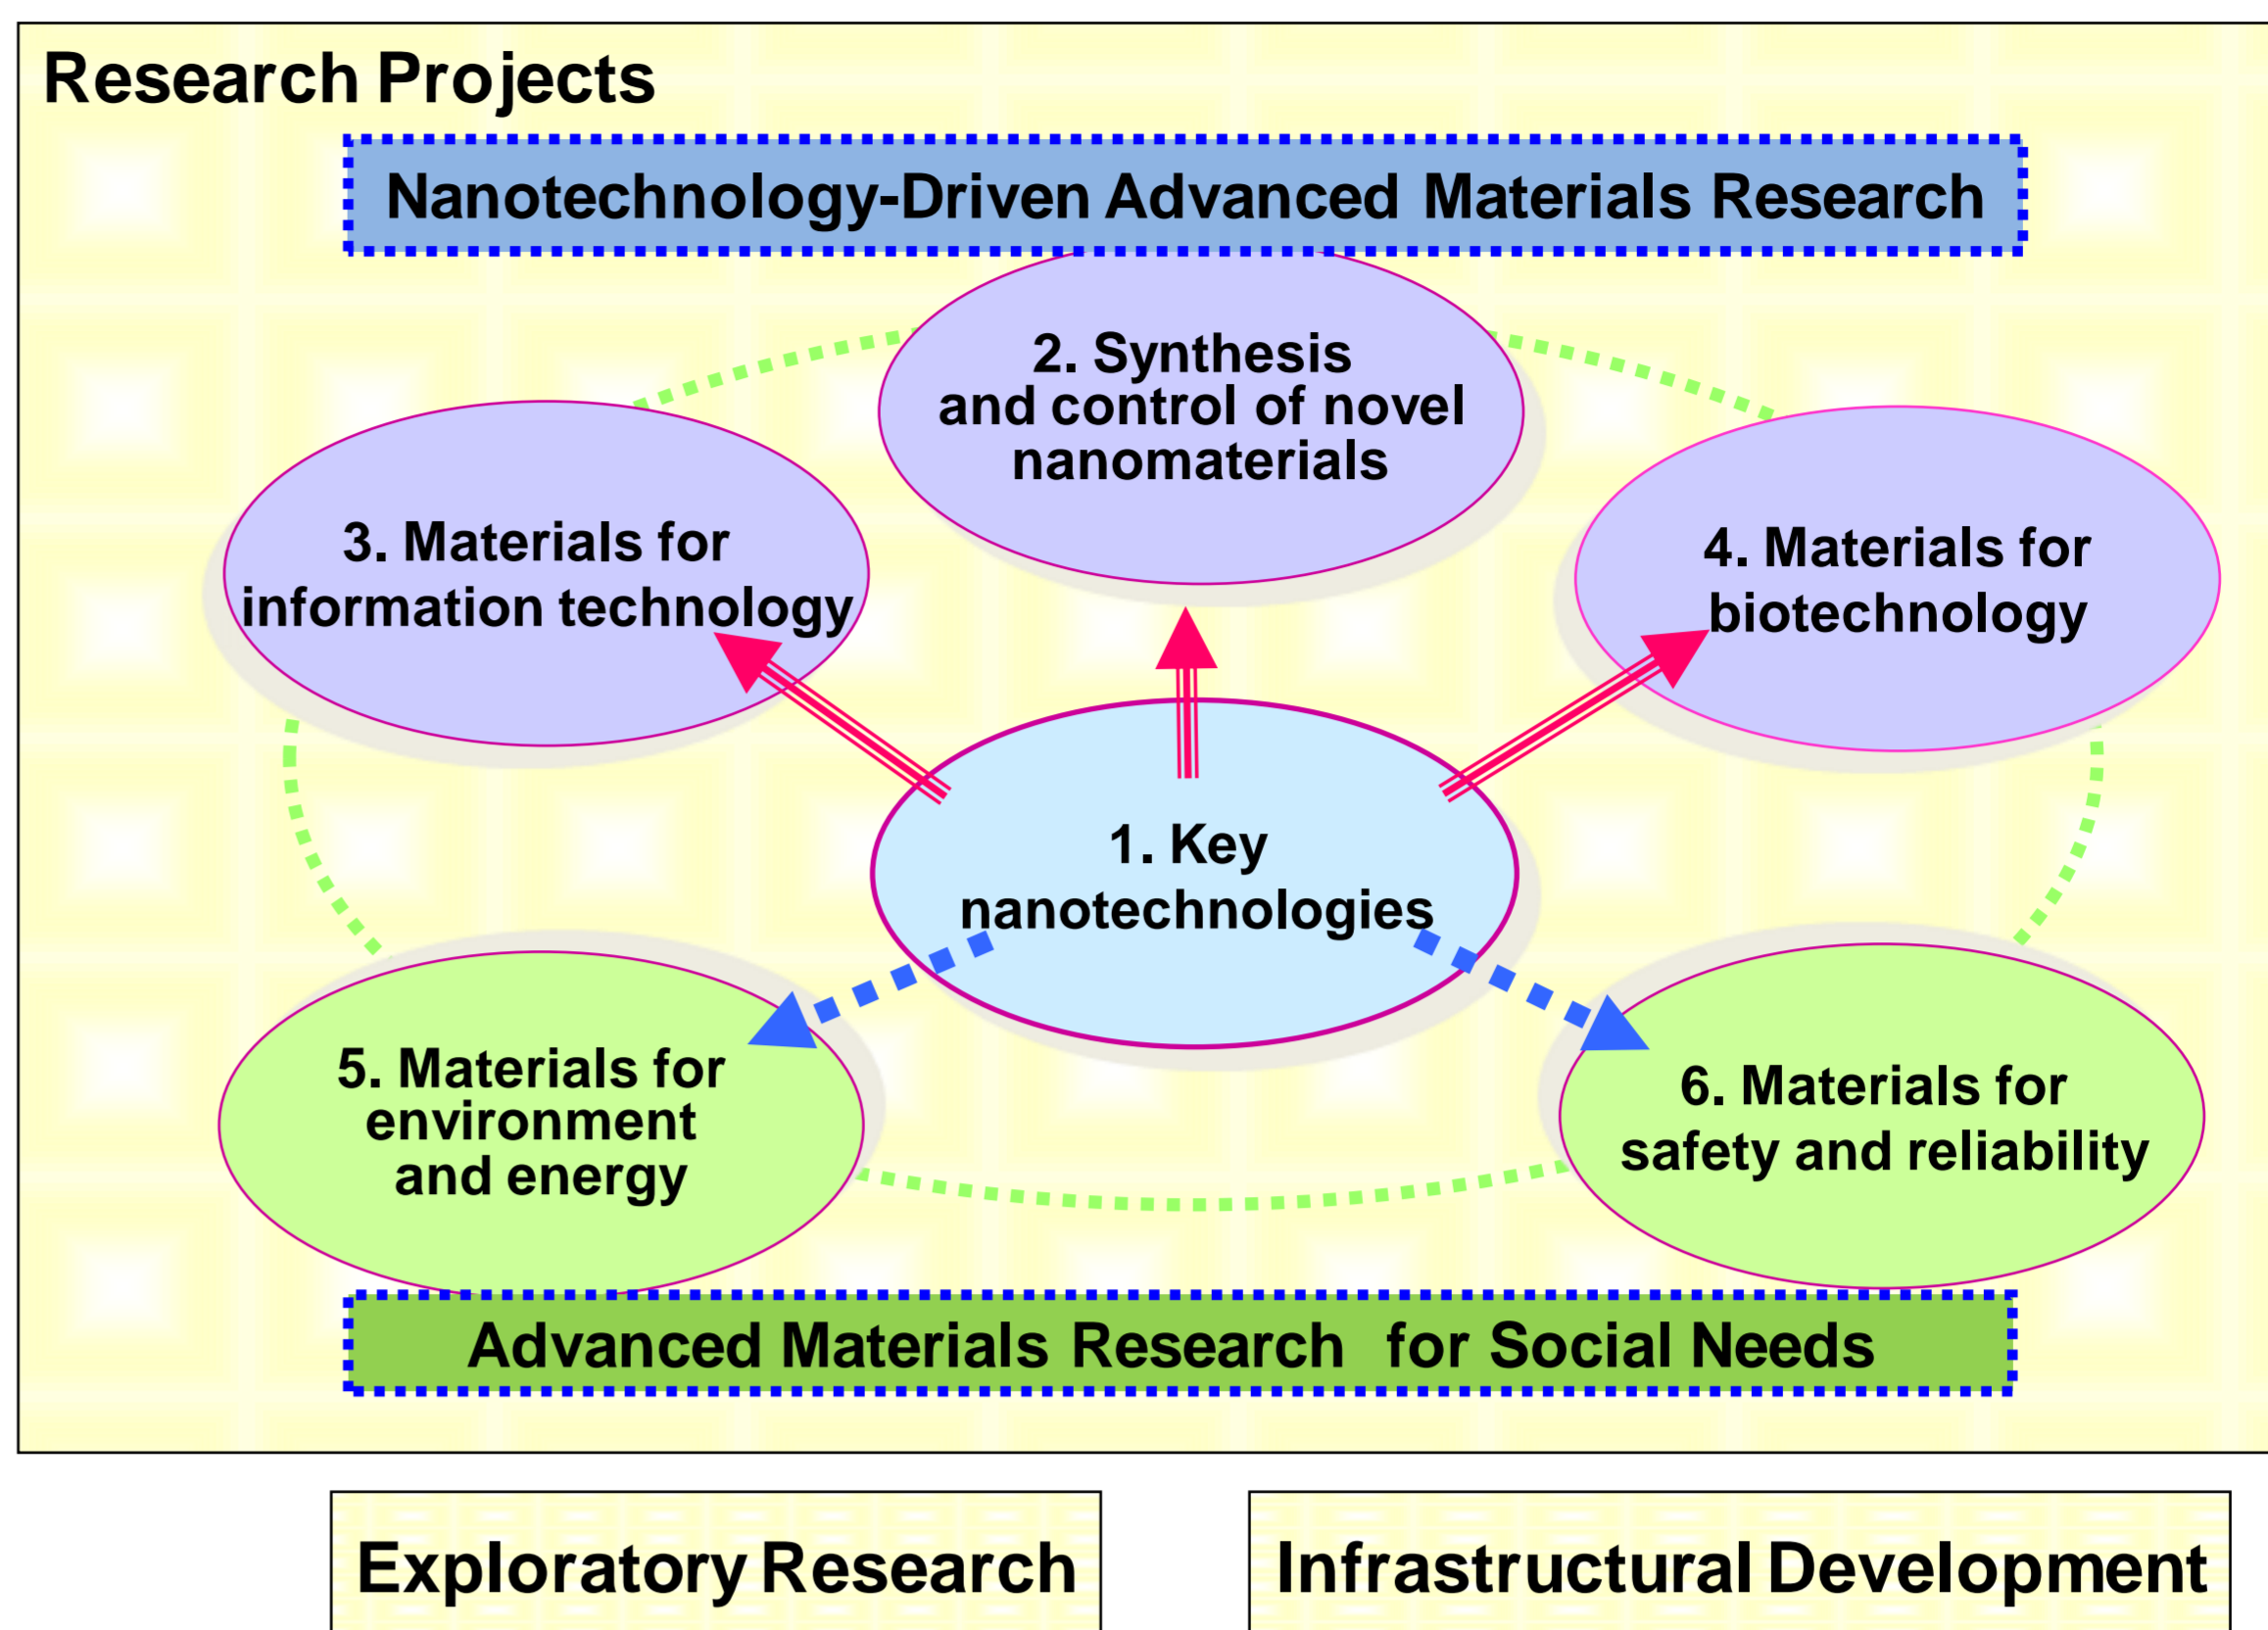 Research Projects
Nanotechnology-Driven Advanced Materials Research
2. Synthesis
and control of novel
nanomaterials
3. Materials for
information technology
4. Materials for
biotechnology
1. Key
nanotechnologies
5. Materials for
environment
and energy
6. Materials for
safety and reliability
Advanced Materials Research for Social Needs
Exploratory Research
Infrastructural Development